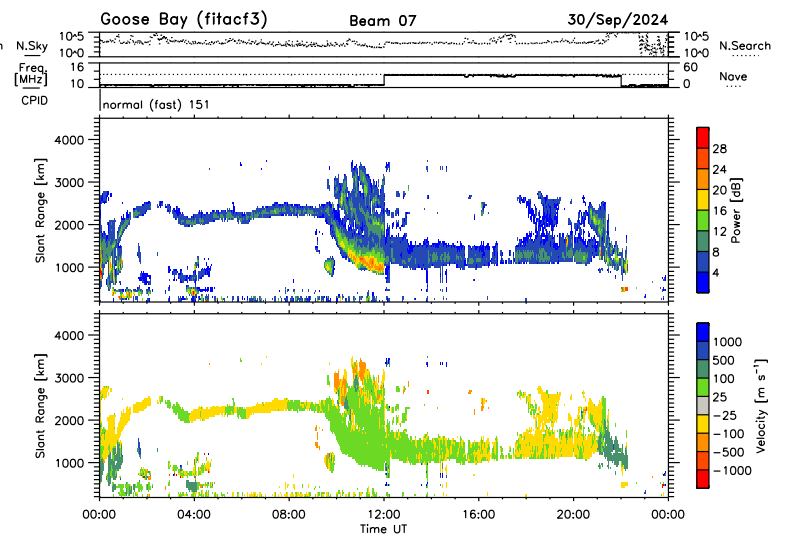 Goose Bay (fitacf3) Beam 07 30/Sep/2024
n N.Sky 10^5 10^5 N.Search
10^0 10^0
Freq. 16 60 Nave
[MHz] 10 0
CPID normal (fast) 151
4000
3000
2000
1000
Slant Range [km]
28
24
20
16
12
8
4
Power [dB]
4000
3000
2000
1000
Slant Range [km]
1000
500
100
25
-25
-100
-500
-1000
Velocity [m s⁻¹]
00:00 04:00 08:00 12:00 16:00 20:00 00:00
Time UT